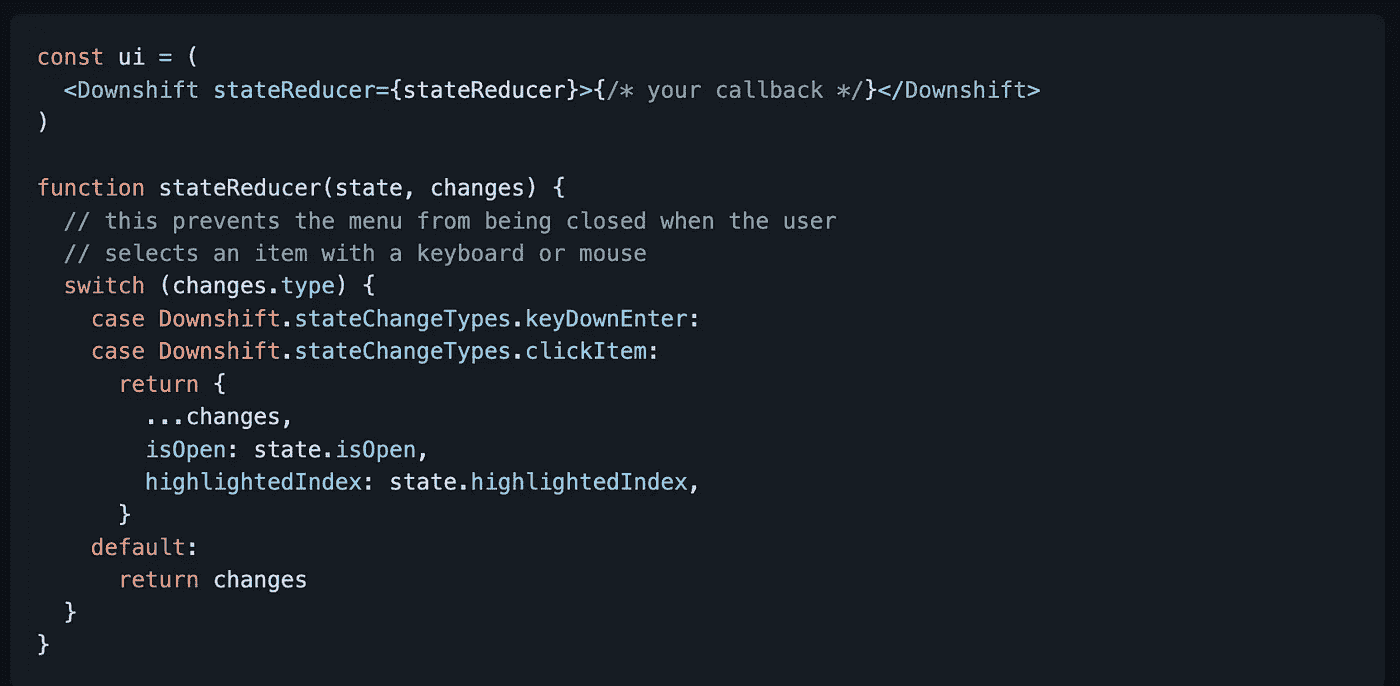 const ui = (
  <Downshift stateReducer={stateReducer}>{/* your callback */}</Downshift>
)

function stateReducer(state, changes) {
  // this prevents the menu from being closed when the user
  // selects an item with a keyboard or mouse
  switch (changes.type) {
    case Downshift.stateChangeTypes.keyDownEnter:
    case Downshift.stateChangeTypes.clickItem:
      return {
        ...changes,
        isOpen: state.isOpen,
        highlightedIndex: state.highlightedIndex,
      }
    default:
      return changes
  }
}